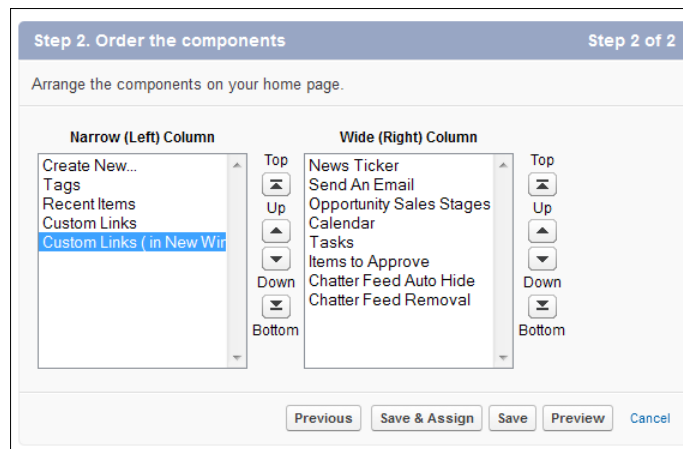 Step 2. Order the components
Step 2 of 2
Arrange the components on your home page.
Narrow (Left) Column
Create New...
Tags
Recent Items
Custom Links
Custom Links ( in New Wir
Top
Up
Down
Bottom
Wide (Right) Column
News Ticker
Send An Email
Opportunity Sales Stages
Calendar
Tasks
Items to Approve
Chatter Feed Auto Hide
Chatter Feed Removal
Top
Up
Down
Bottom
Previous
Save & Assign
Save
Preview
Cancel